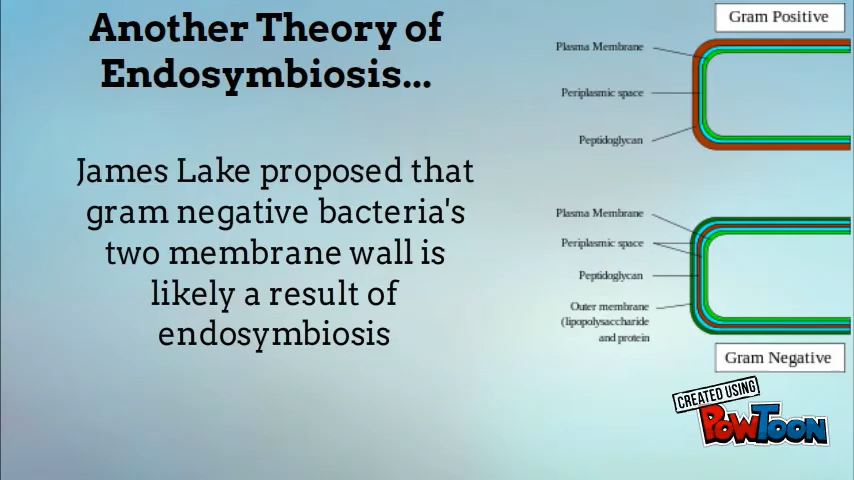 Another Theory of
Endosymbiosis...
James Lake proposed that
gram negative bacteria's
two membrane wall is
likely a result of
endosymbiosis
Gram Positive
Plasma Membrane
Periplasmic space
Peptidoglycan
Plasma Membrane
Periplasmic space
Peptidoglycan
Outer membrane
(lipopolysaccharide
and protein
Gram Negative
CREATED USING
POWTOON